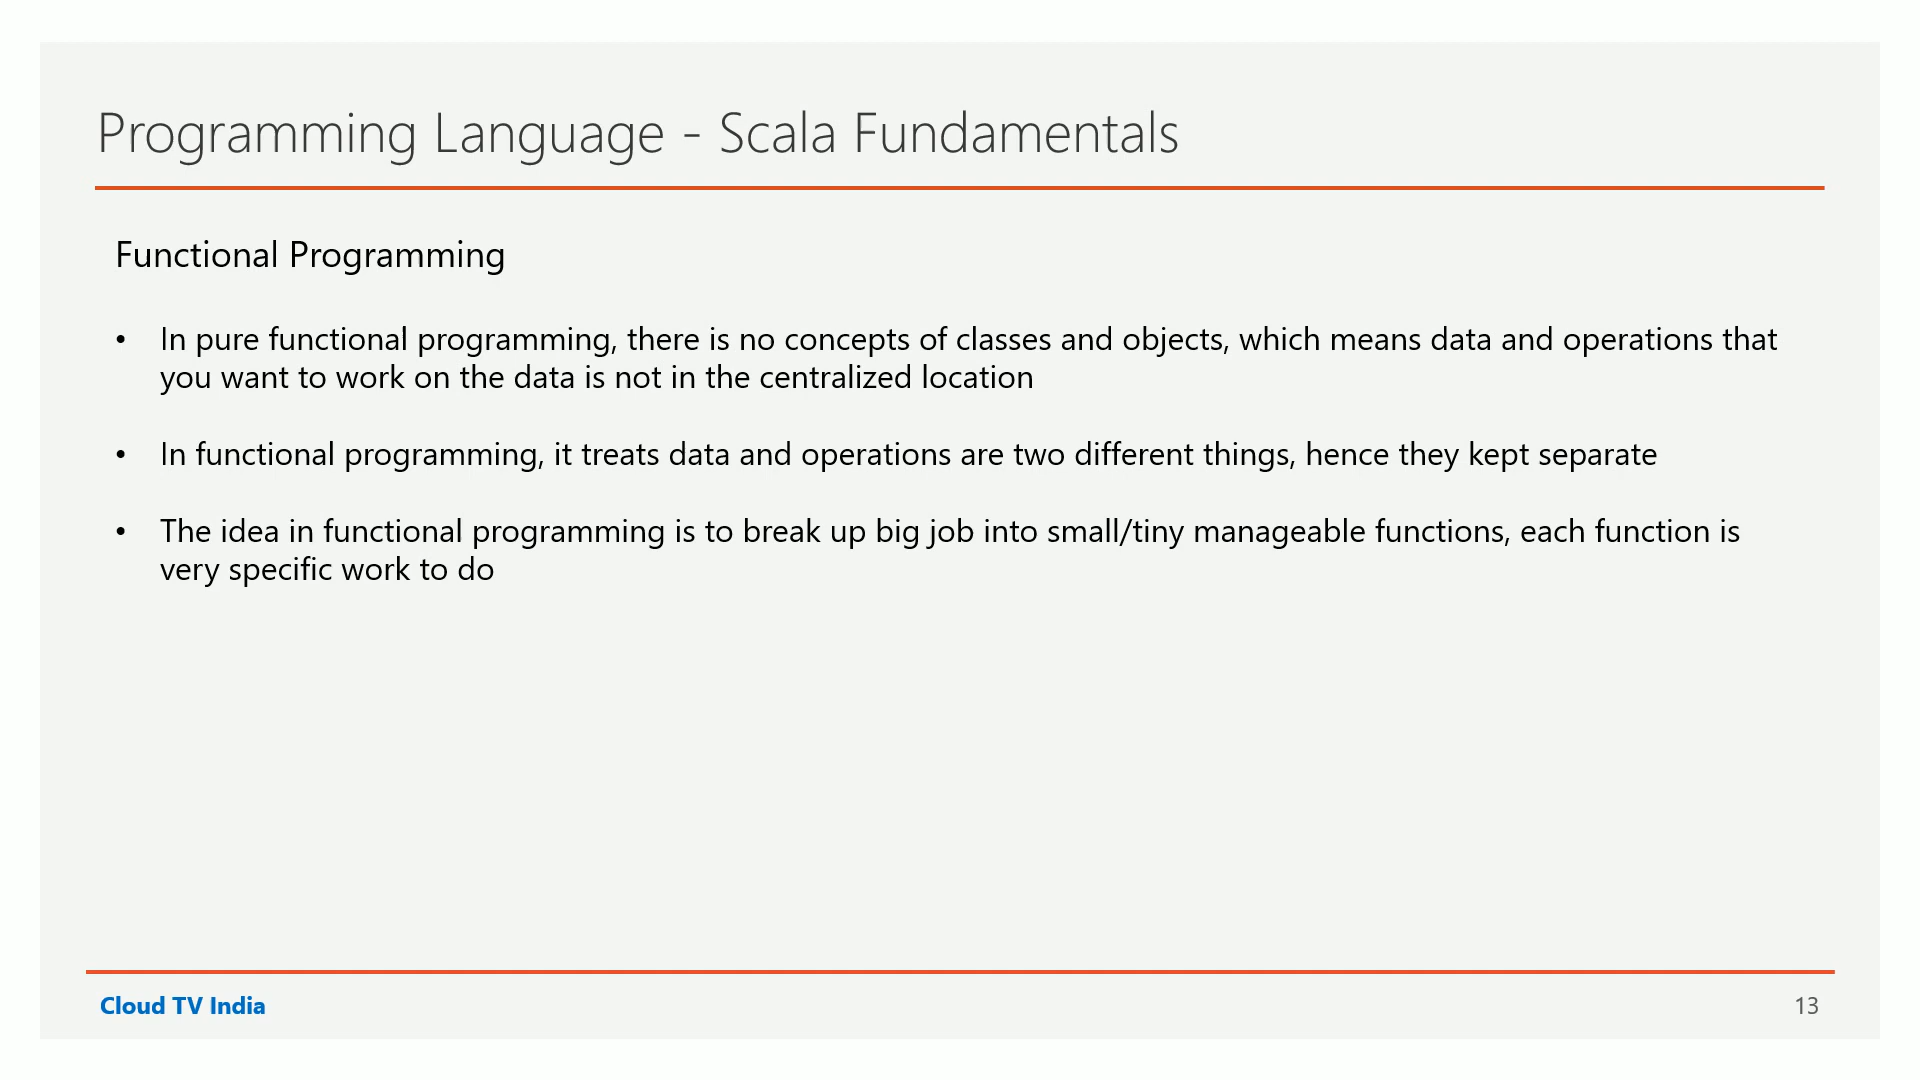 Programming Language - Scala Fundamentals
Functional Programming
• In pure functional programming, there is no concepts of classes and objects, which means data and operations that
you want to work on the data is not in the centralized location
• In functional programming, it treats data and operations are two different things, hence they kept separate
• The idea in functional programming is to break up big job into small/tiny manageable functions, each function is
very specific work to do
Cloud TV India
13